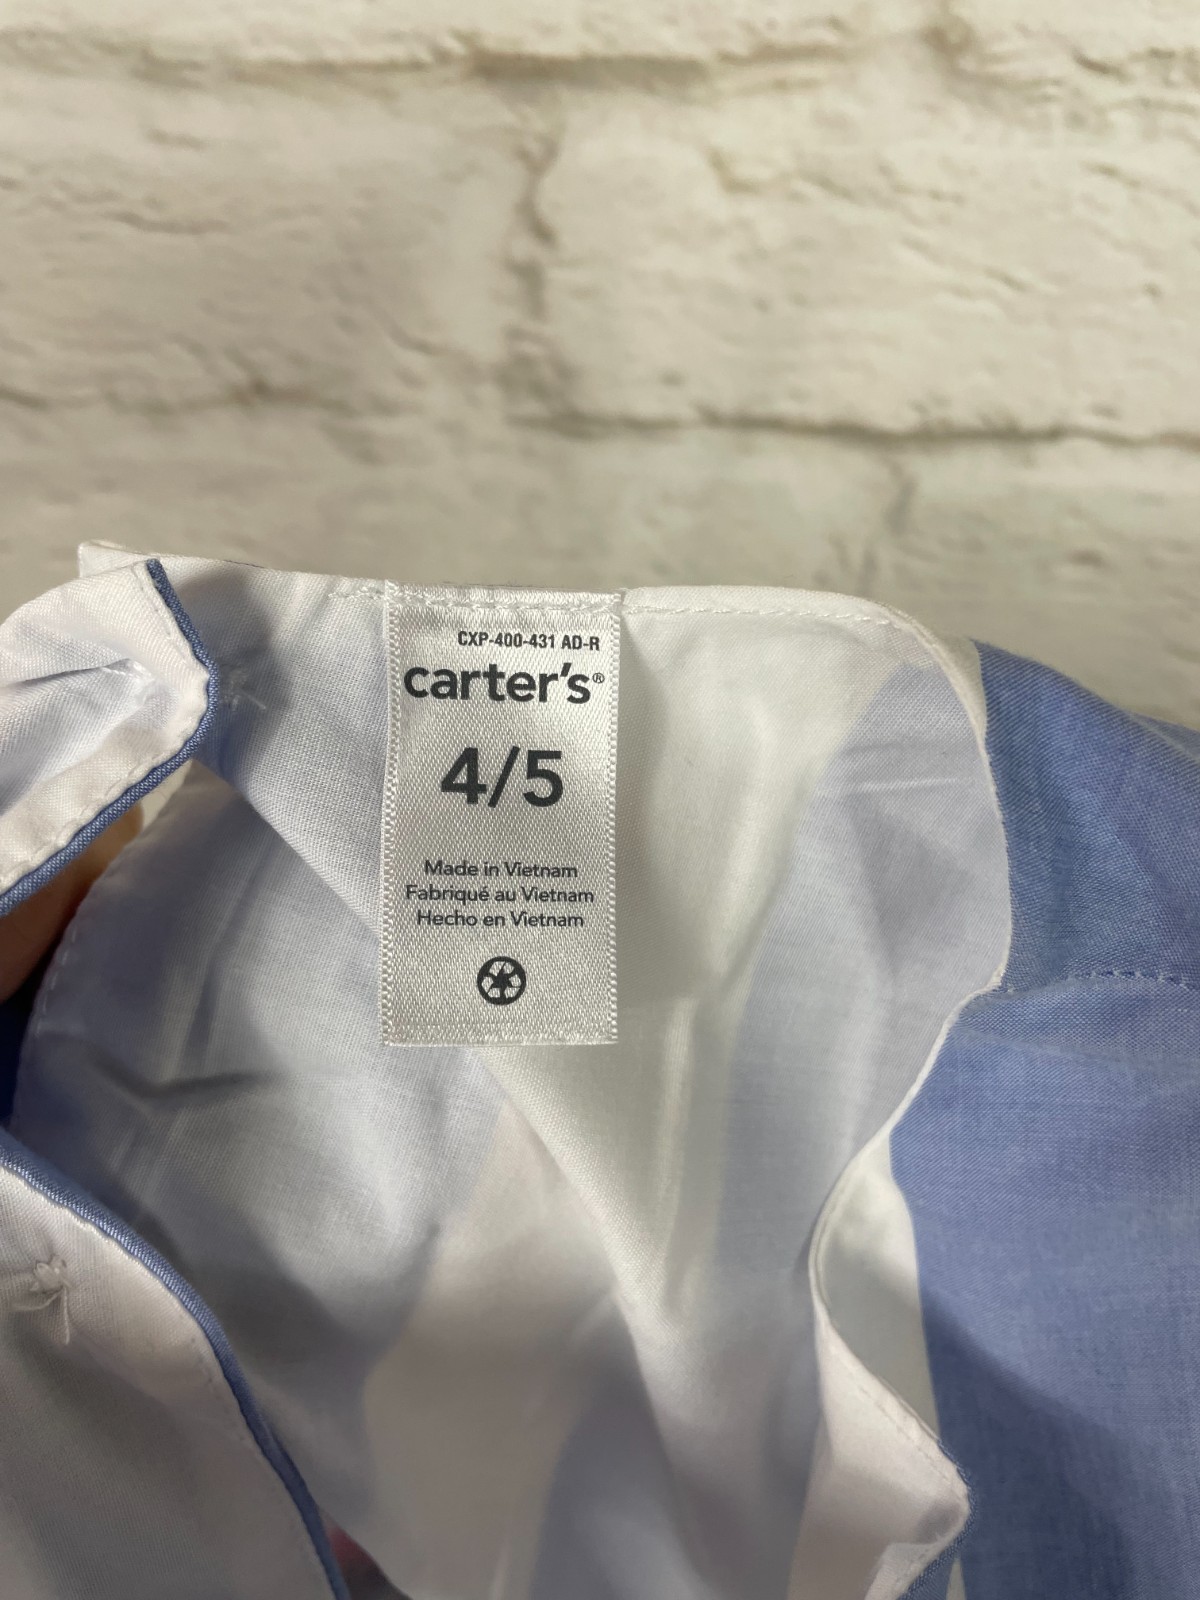 CXP-400-431 AD-R
carter's®
4/5
Made in Vietnam
Fabriqué au Vietnam
Hecho en Vietnam